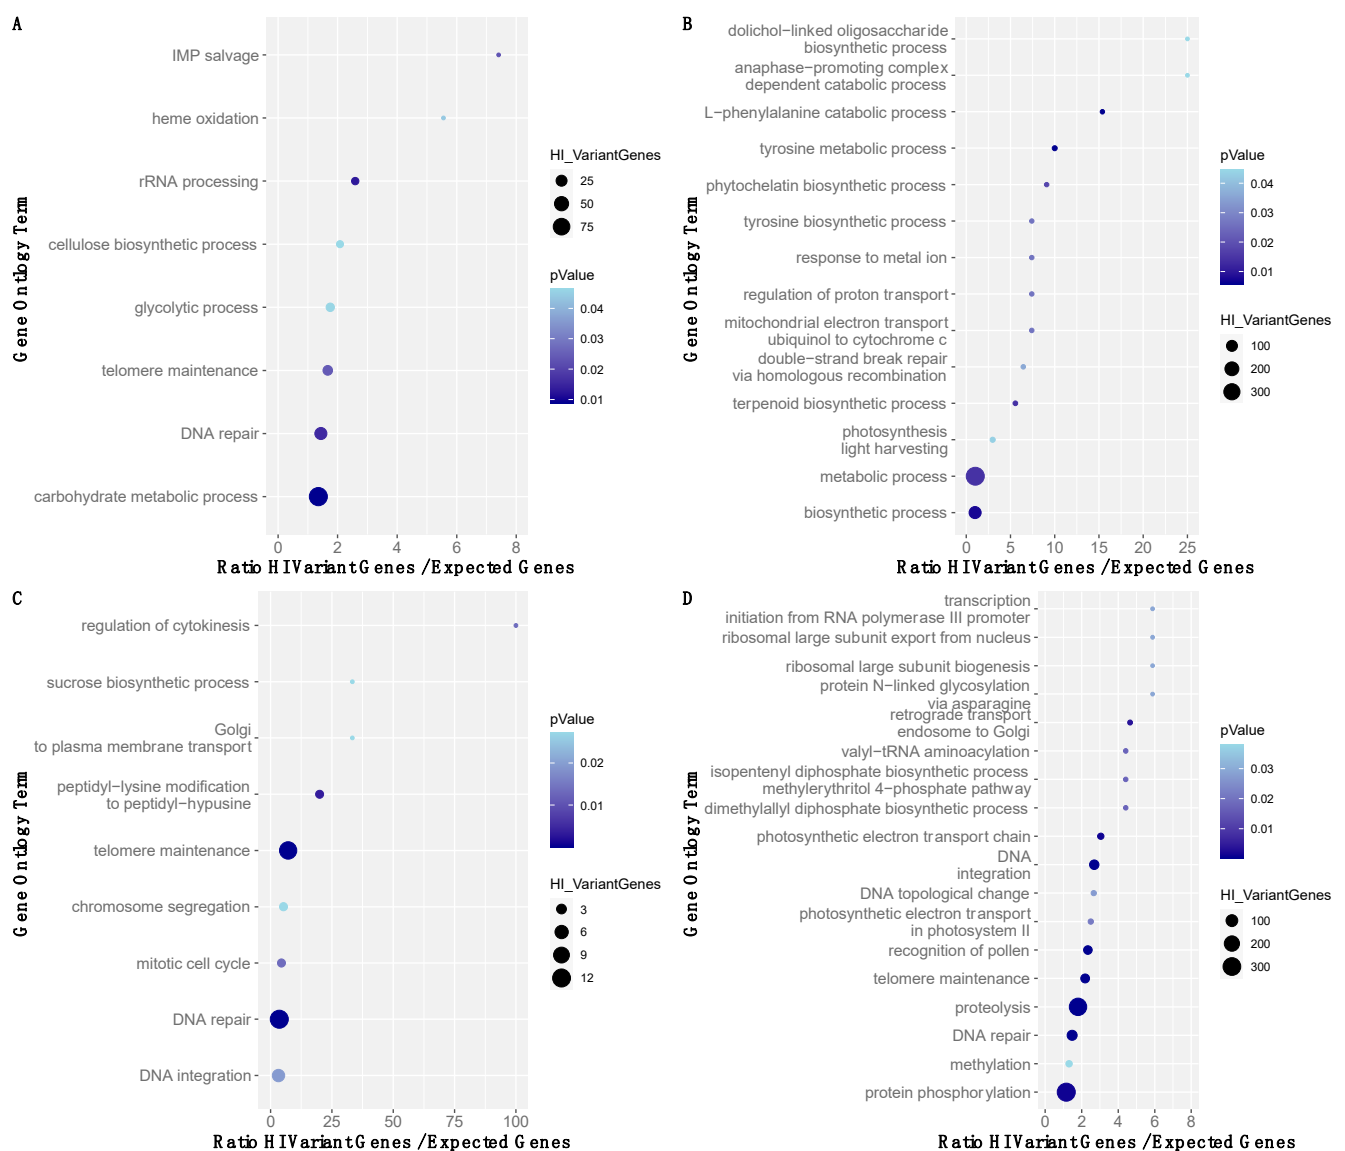 A
IMP salvage
heme oxidation
rRNA processing
cellulose biosynthetic process
glycolytic process
telomere maintenance
DNA repair
carbohydrate metabolic process
Gene Ontlogy Term
0 2 4 6 8
Ratio HIVariantGenes/Expected Genes
HI_VariantGenes
25
50
75
pValue
0.04
0.03
0.02
0.01
B
dolichol−linked oligosaccharide
biosynthetic process
anaphase−promoting complex
dependent catabolic process
L−phenylalanine catabolic process
tyrosine metabolic process
phytochelatin biosynthetic process
tyrosine biosynthetic process
response to metal ion
regulation of proton transport
mitochondrial electron transport
ubiquinol to cytochrome c
double−strand break repair
via homologous recombination
terpenoid biosynthetic process
photosynthesis
light harvesting
metabolic process
biosynthetic process
Gene Ontlogy Term
0 5 10 15 20 25
Ratio HIVariantGenes/Expected Genes
pValue
0.04
0.03
0.02
0.01
HI_VariantGenes
100
200
300
C
regulation of cytokinesis
sucrose biosynthetic process
Golgi
to plasma membrane transport
peptidyl−lysine modification
to peptidyl−hypusine
telomere maintenance
chromosome segregation
mitotic cell cycle
DNA repair
DNA integration
Gene Ontlogy Term
0 25 50 75 100
Ratio HIVariantGenes/Expected Genes
pValue
0.02
0.01
HI_VariantGenes
3
6
9
12
D
transcription
initiation from RNA polymerase III promoter
ribosomal large subunit export from nucleus
ribosomal large subunit biogenesis
protein N−linked glycosylation
via asparagine
retrograde transport
endosome to Golgi
valyl−tRNA aminoacylation
isopentenyl diphosphate biosynthetic process
methylerythritol 4−phosphate pathway
dimethylallyl diphosphate biosynthetic process
photosynthetic electron transport chain
DNA
integration
DNA topological change
photosynthetic electron transport
in photosystem II
recognition of pollen
telomere maintenance
proteolysis
DNA repair
methylation
protein phosphorylation
Gene Ontlogy Term
0 2 4 6 8
Ratio HIVariantGenes/Expected Genes
pValue
0.03
0.02
0.01
HI_VariantGenes
100
200
300